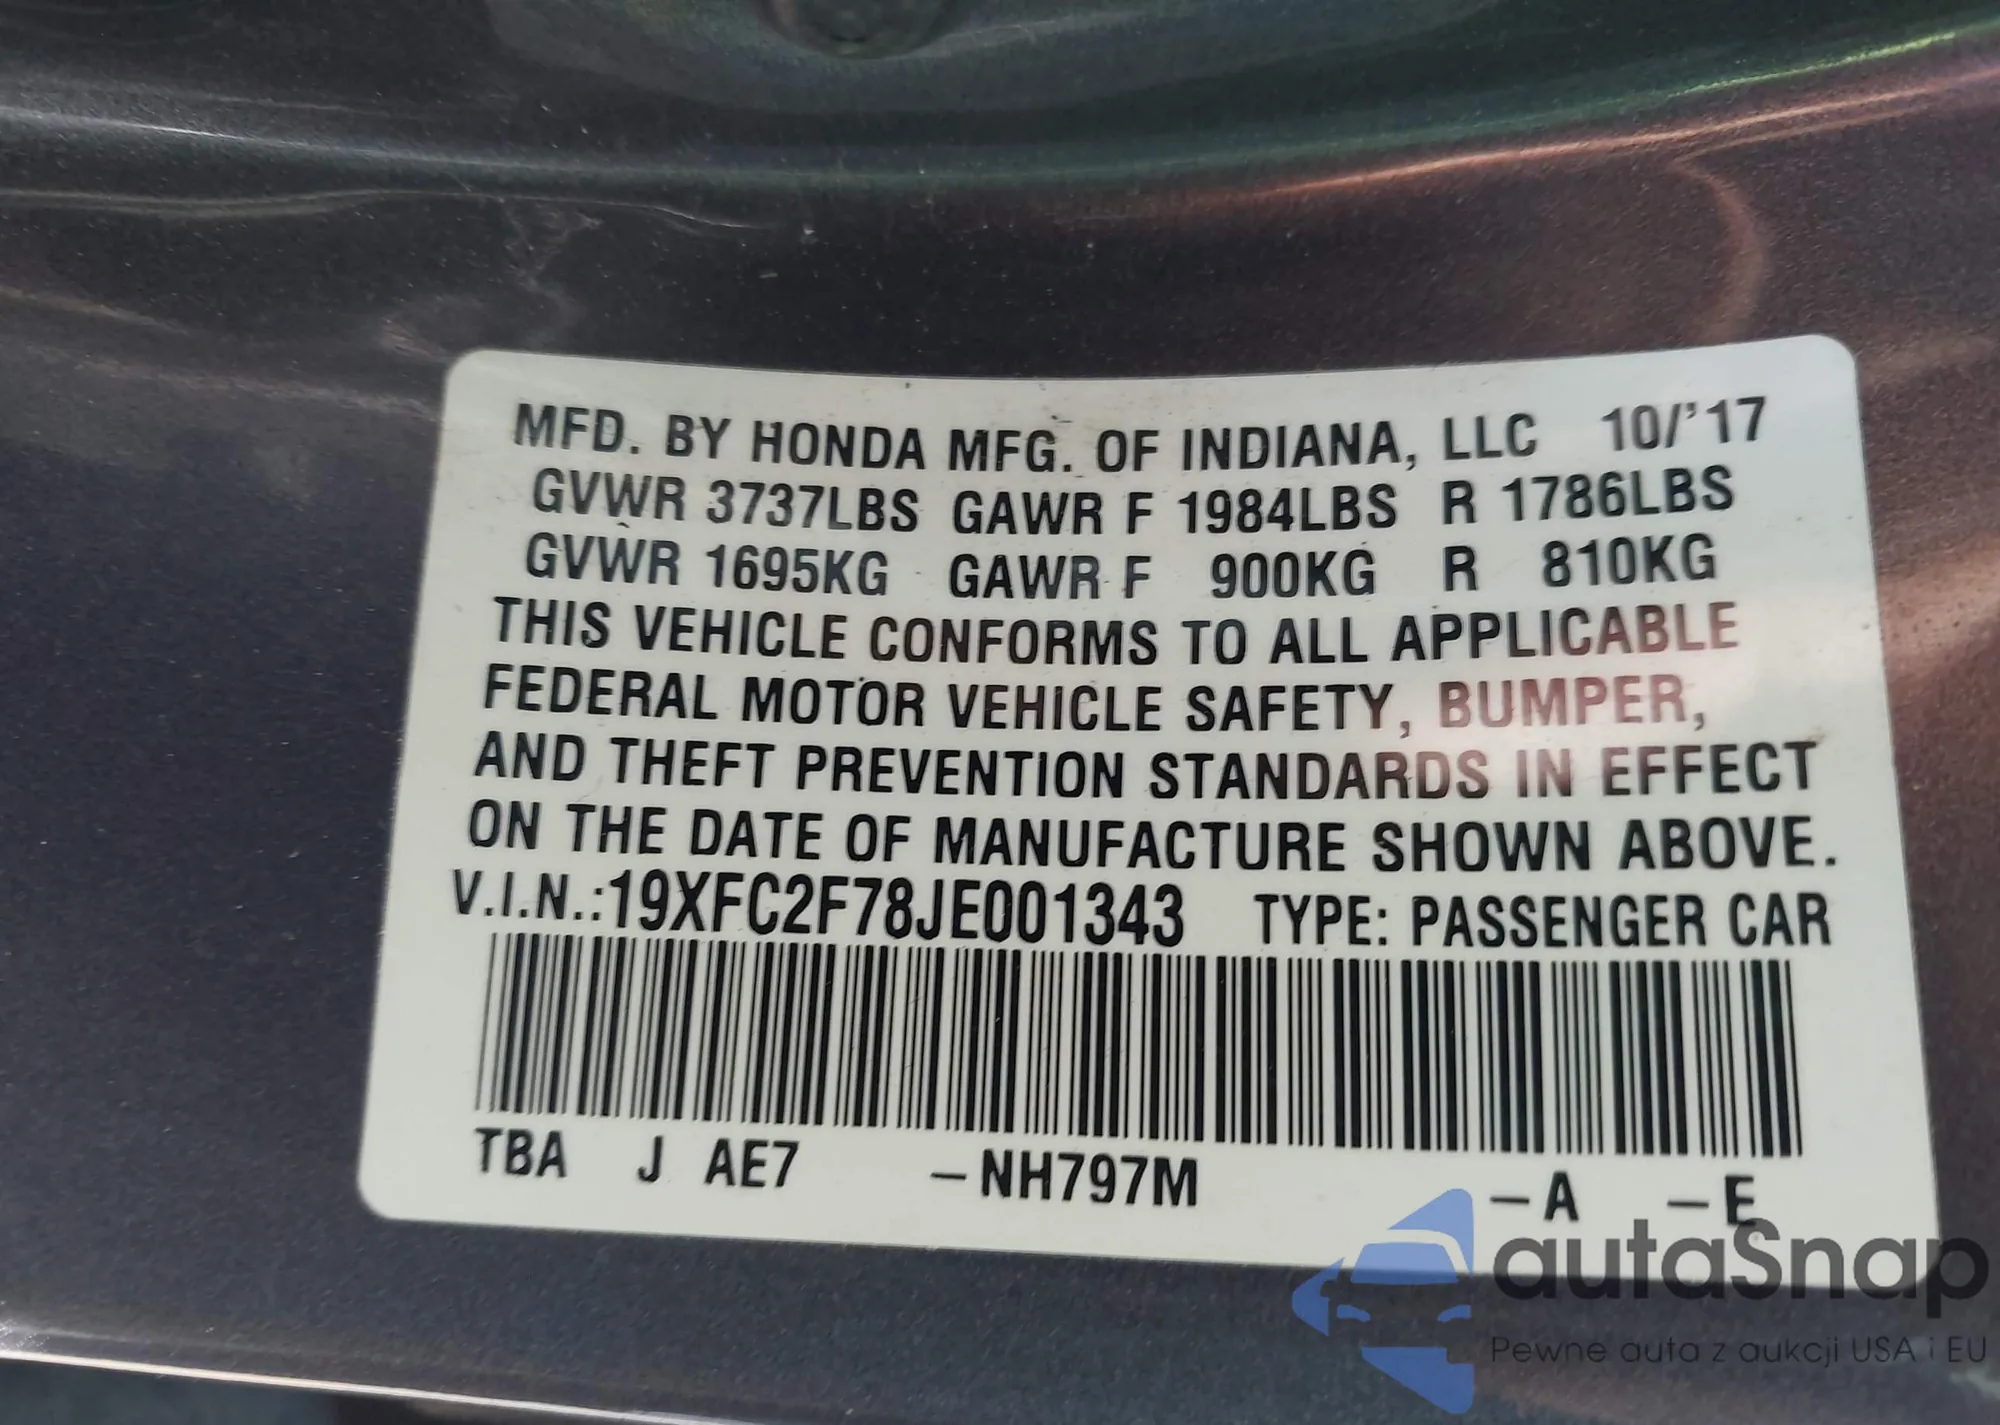 MFD. BY HONDA MFG. OF INDIANA, LLC 10/'17
GVWR 3737LBS GAWR F 1984LBS R 1786LBS
GVWR 1695KG GAWR F 900KG R 810KG
THIS VEHICLE CONFORMS TO ALL APPLICABLE
FEDERAL MOTOR VEHICLE SAFETY, BUMPER,
AND THEFT PREVENTION STANDARDS IN EFFECT
ON THE DATE OF MANUFACTURE SHOWN ABOVE.
V.I.N.:19XFC2F78JE001343 TYPE: PASSENGER CAR
TBA J AE7 –NH797M –A –E
autaSnap
Pewne auta z aukcji USA i EU